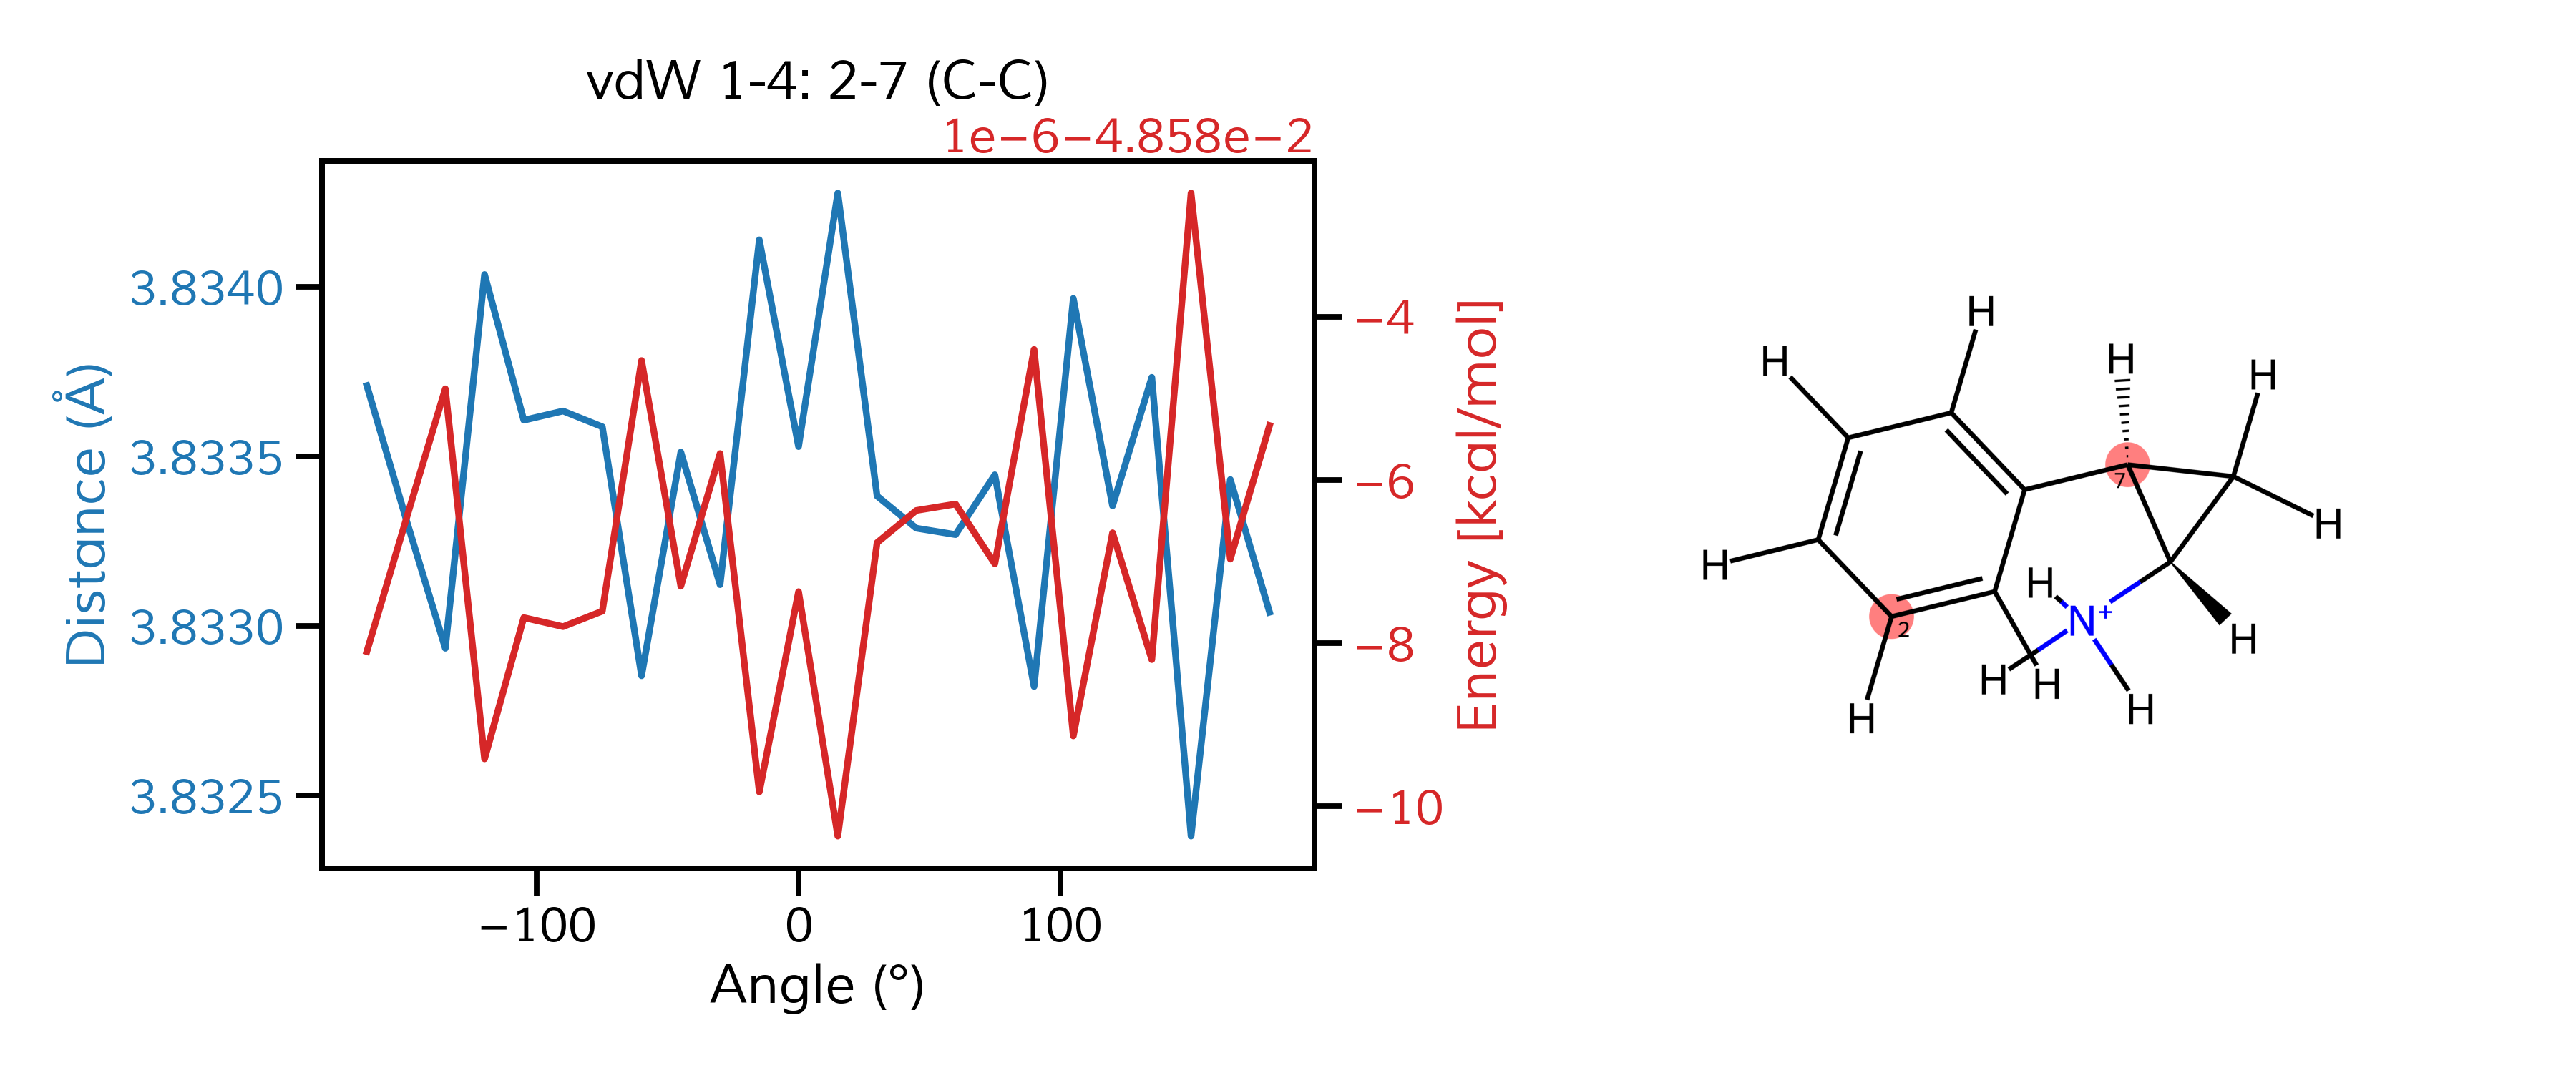 vdW 1-4: 2-7 (C-C)
1e−6−4.858e−2
Distance (Å)
3.8340
3.8335
3.8330
3.8325
−4
−6
−8
−10
Energy [kcal/mol]
−100 0 100
Angle (°)
H
H H
H
H
7
H
H
H
2
N+
H
H H
H
H